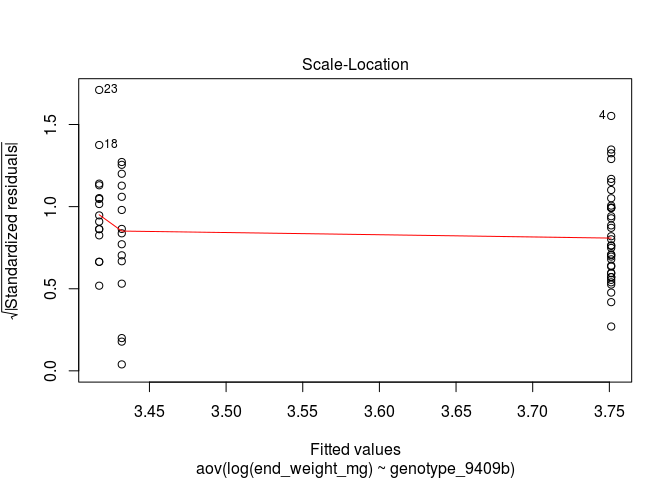 Scale-Location
√|Standardized residuals|
1.5
1.0
0.5
0.0
23
18
4
3.45 3.50 3.55 3.60 3.65 3.70 3.75
Fitted values
aov(log(end_weight_mg) ~ genotype_9409b)